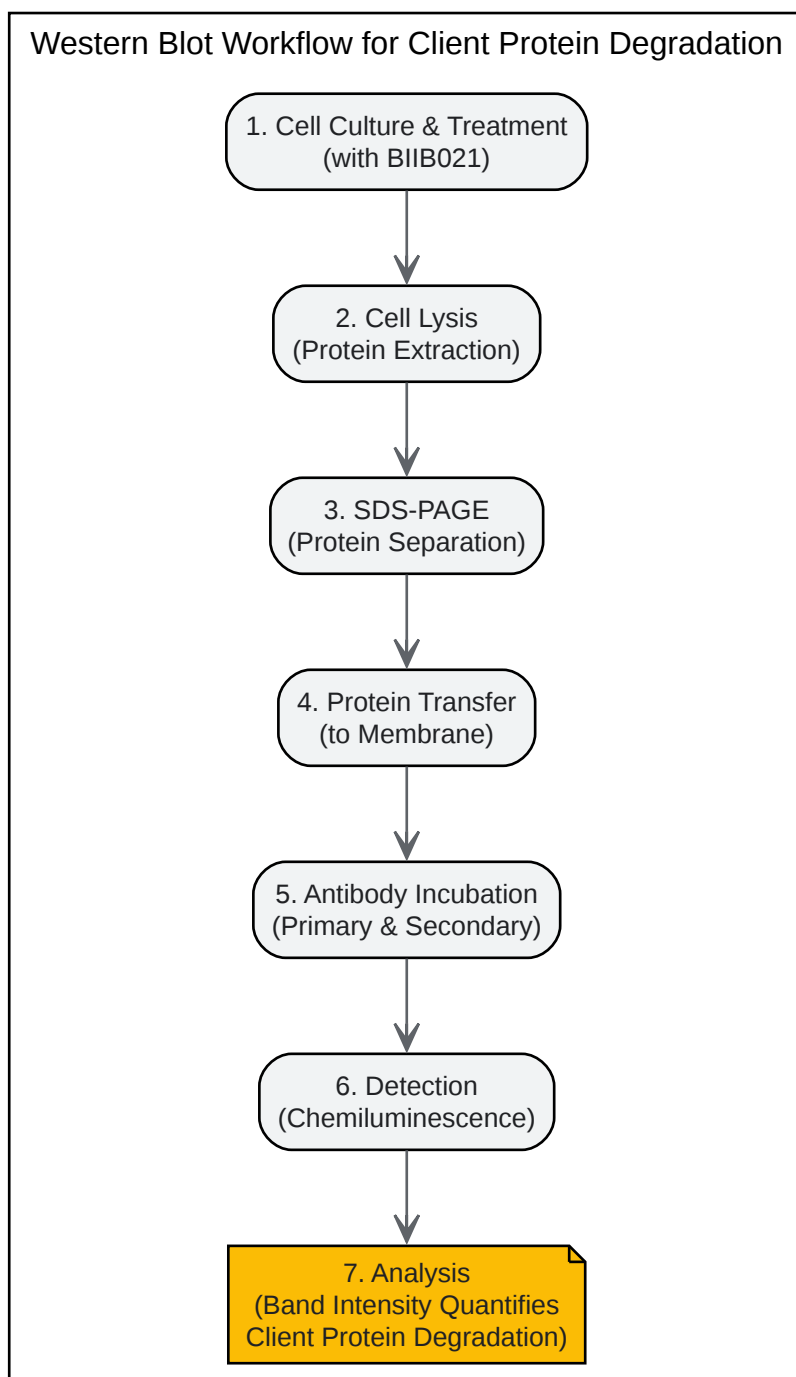 Western Blot Workflow for Client Protein Degradation
1. Cell Culture & Treatment
(with BIIB021)
2. Cell Lysis
(Protein Extraction)
3. SDS-PAGE
(Protein Separation)
4. Protein Transfer
(to Membrane)
5. Antibody Incubation
(Primary & Secondary)
6. Detection
(Chemiluminescence)
7. Analysis
(Band Intensity Quantifies
Client Protein Degradation)